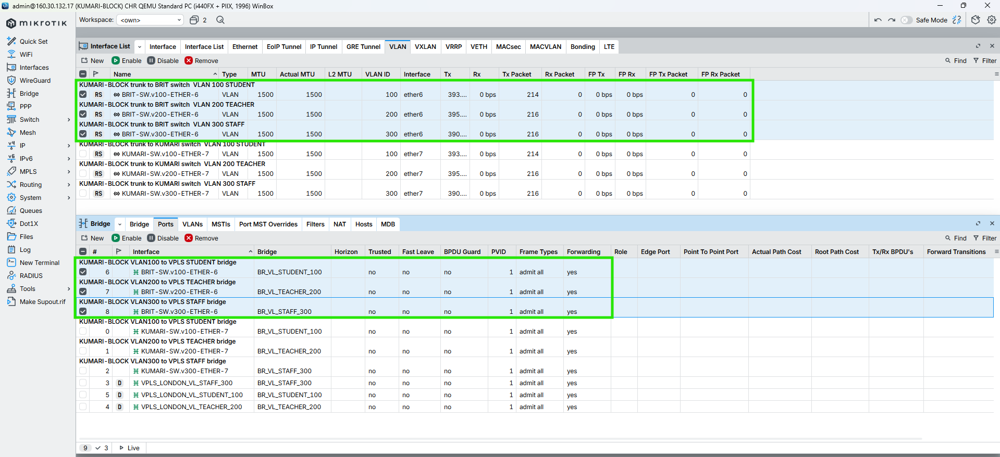 admin@160.30.132.17 (KUMARI-BLOCK) CHR QEMU Standard PC (i440FX + PIIX, 1996) WinBox
MikroTik
Workspace: <own> 2 Safe Mode
Quick Set
WiFi
Interfaces
WireGuard
Bridge
PPP
Switch
Mesh
IP
IPv6
MPLS
Routing
System
Queues
Dot1X
Files
Log
New Terminal
RADIUS
Tools
Make Supout.rif
Interface List Interface Interface List Ethernet EoIP Tunnel IP Tunnel GRE Tunnel VLAN VXLAN VRRP VETH MACsec MACVLAN Bonding LTE
New Enable Disable Remove Find Filter
Name Type MTU Actual MTU L2 MTU VLAN ID Interface Tx Rx Tx Packet Rx Packet FP Tx FP Rx FP Tx Packet FP Rx Packet
KUMARI-BLOCK trunk to BRIT switch VLAN 100 STUDENT
RS BRIT-SW.v100-ETHER-6 VLAN 1500 1500 100 ether6 393.... 0 bps 214 0 0 bps 0 bps 0 0
KUMARI-BLOCK trunk to BRIT switch VLAN 200 TEACHER
RS BRIT-SW.v200-ETHER-6 VLAN 1500 1500 200 ether6 395.... 0 bps 216 0 0 bps 0 bps 0 0
KUMARI-BLOCK trunk to BRIT switch VLAN 300 STAFF
RS BRIT-SW.v300-ETHER-6 VLAN 1500 1500 300 ether6 390.... 0 bps 216 0 0 bps 0 bps 0 0
KUMARI-BLOCK trunk to KUMARI switch VLAN 100 STUDENT
RS KUMARI-SW.v100-ETHER-7 VLAN 1500 1500 100 ether7 393.... 0 bps 214 0 0 bps 0 bps 0 0
KUMARI-BLOCK trunk to KUMARI switch VLAN 200 TEACHER
RS KUMARI-SW.v200-ETHER-7 VLAN 1500 1500 200 ether7 395.... 0 bps 216 0 0 bps 0 bps 0 0
KUMARI-BLOCK trunk to KUMARI switch VLAN 300 STAFF
RS KUMARI-SW.v300-ETHER-7 VLAN 1500 1500 300 ether7 390.... 0 bps 216 0 0 bps 0 bps 0 0
Bridge Bridge Ports VLANs MSTIs Port MST Overrides Filters NAT Hosts MDB
New Enable Disable Remove Find Filter
# Interface Bridge Horizon Trusted Fast Leave BPDU Guard PVID Frame Types Forwarding Role Edge Port Point To Point Port Actual Path Cost Root Path Cost Tx/Rx BPDU's Forward Transitions
KUMARI-BLOCK VLAN100 to VPLS STUDENT bridge
6 BRIT-SW.v100-ETHER-6 BR_VL_STUDENT_100 no no no 1 admit all yes
KUMARI-BLOCK VLAN200 to VPLS TEACHER bridge
7 BRIT-SW.v200-ETHER-6 BR_VL_TEACHER_200 no no no 1 admit all yes
KUMARI-BLOCK VLAN300 to VPLS STAFF bridge
8 BRIT-SW.v300-ETHER-6 BR_VL_STAFF_300 no no no 1 admit all yes
KUMARI-BLOCK VLAN100 to VPLS STUDENT bridge
0 KUMARI-SW.v100-ETHER-7 BR_VL_STUDENT_100 no no no 1 admit all yes
KUMARI-BLOCK VLAN200 to VPLS TEACHER bridge
1 KUMARI-SW.v200-ETHER-7 BR_VL_TEACHER_200 no no no 1 admit all yes
KUMARI-BLOCK VLAN300 to VPLS STAFF bridge
2 KUMARI-SW.v300-ETHER-7 BR_VL_STAFF_300 no no no 1 admit all yes
3 D VPLS_LONDON_VL_STAFF_300 BR_VL_STAFF_300 no no no 1 admit all yes
5 D VPLS_LONDON_VL_STUDENT_100 BR_VL_STUDENT_100 no no no 1 admit all yes
4 D VPLS_LONDON_VL_TEACHER_200 BR_VL_TEACHER_200 no no no 1 admit all yes
9 3 Live